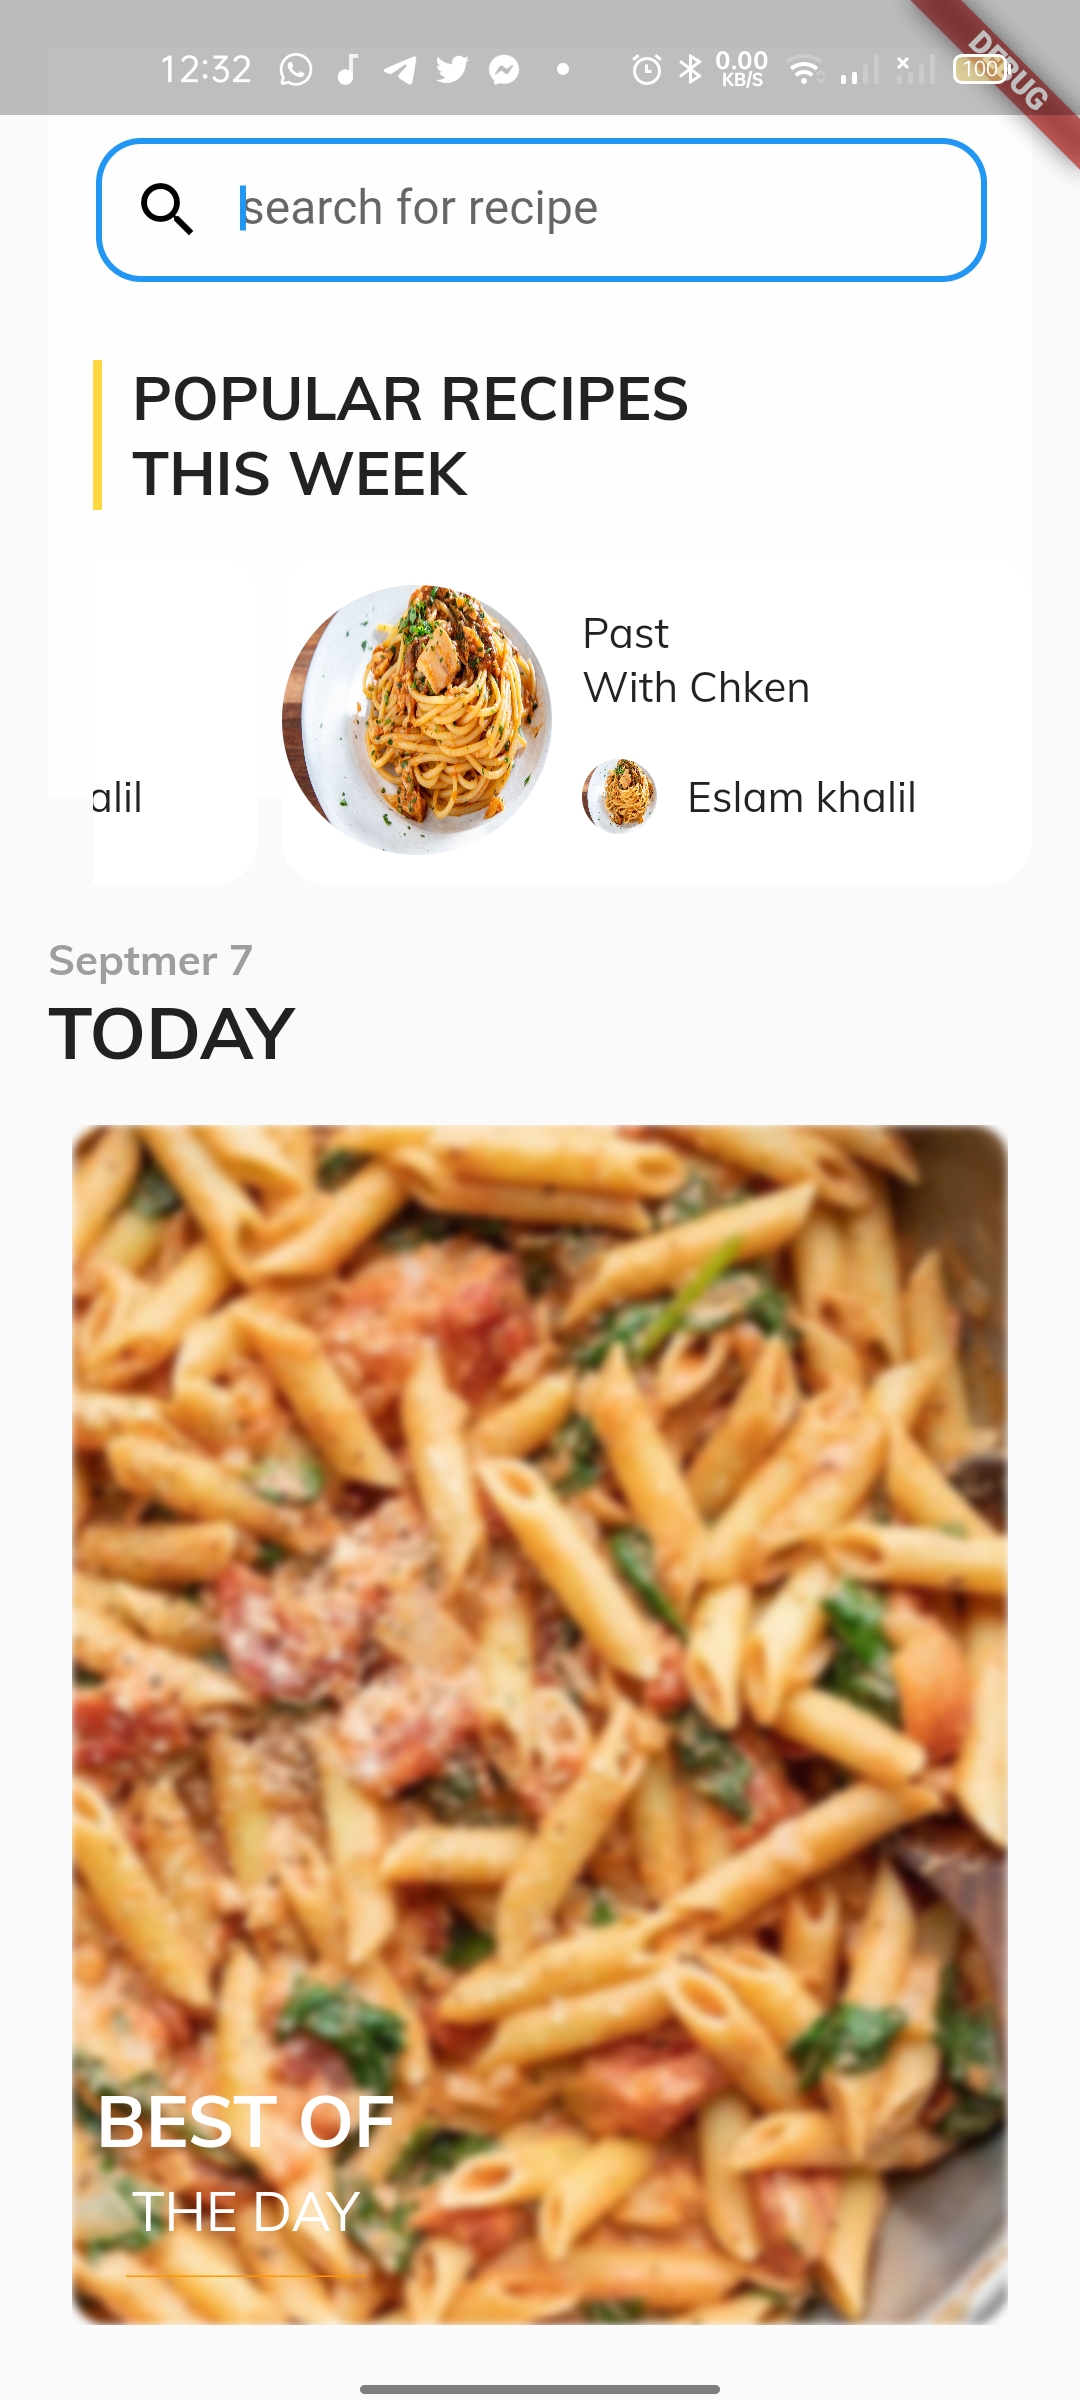 12:32
0.00
KB/S
100
DEBUG
search for recipe
POPULAR RECIPES
THIS WEEK
Past
With Chken
alil
Eslam khalil
Septmer 7
TODAY
BEST OF
THE DAY